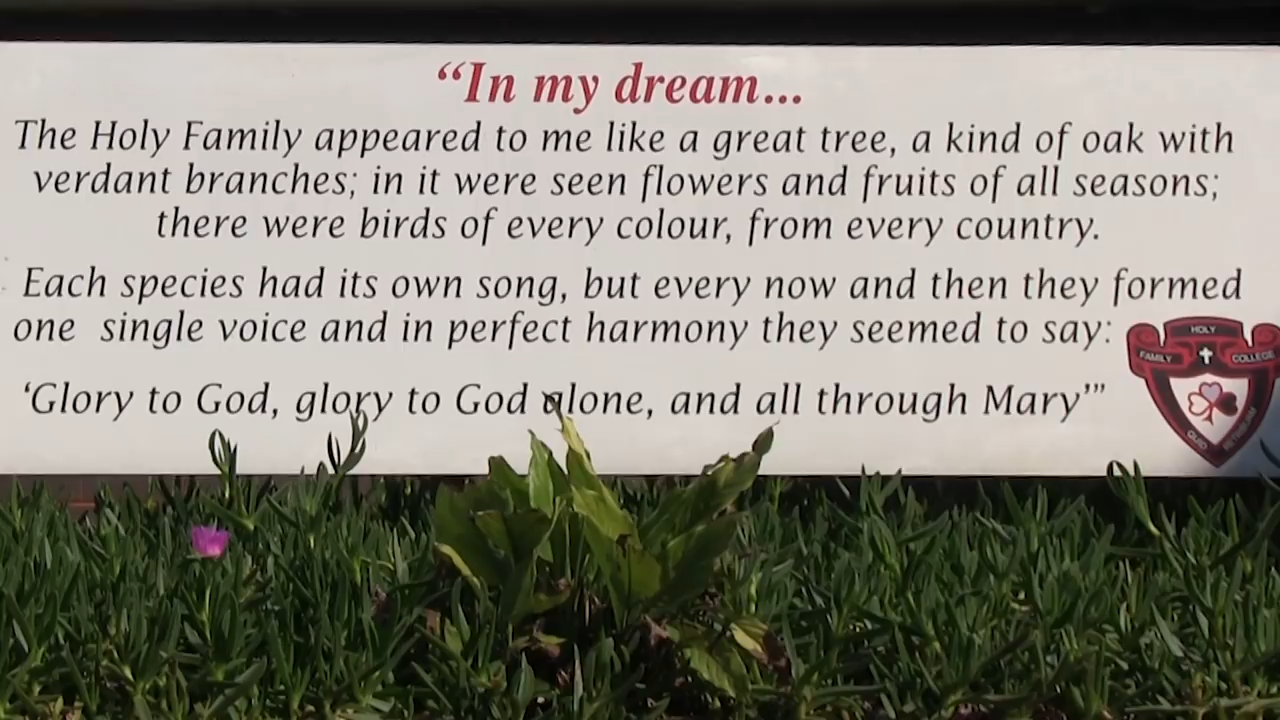 “In my dream...
The Holy Family appeared to me like a great tree, a kind of oak with
verdant branches; in it were seen flowers and fruits of all seasons;
there were birds of every colour, from every country.
Each species had its own song, but every now and then they formed
one single voice and in perfect harmony they seemed to say:
‘Glory to God, glory to God alone, and all through Mary’”
HOLY
FAMILY
COLLEGE
QUID
RETRIBUAM